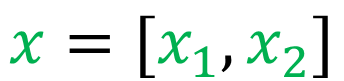 x = [x₁, x₂]